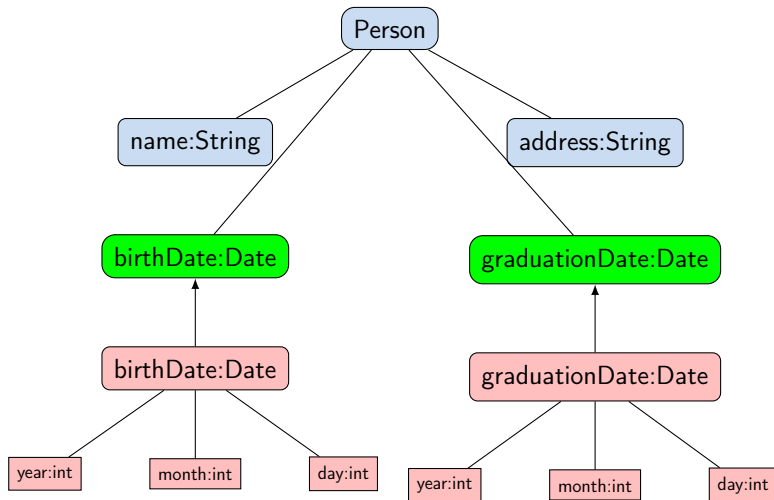 Person
name:String
address:String
birthDate:Date
graduationDate:Date
birthDate:Date
graduationDate:Date
year:int
month:int
day:int
year:int
month:int
day:int